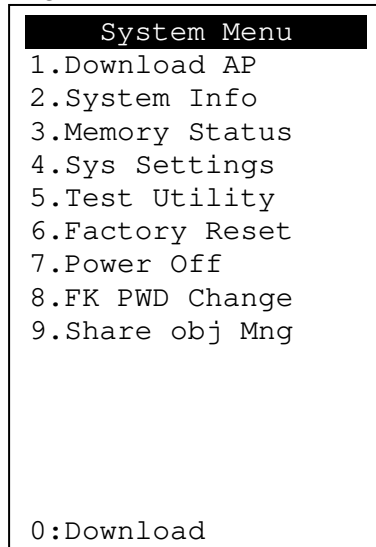 System Menu
1.Download AP
2.System Info
3.Memory Status
4.Sys Settings
5.Test Utility
6.Factory Reset
7.Power Off
8.FK PWD Change
9.Share obj Mng
0:Download